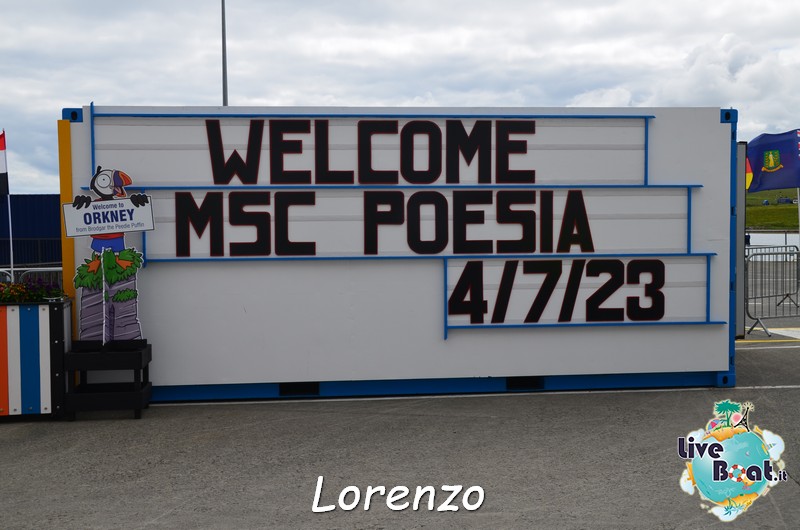 WELCOME
MSC POESIA
4/7/23
Welcome to
ORKNEY
from Brodgar the Peedie Puffin
Lorenzo
Live
Boat.it